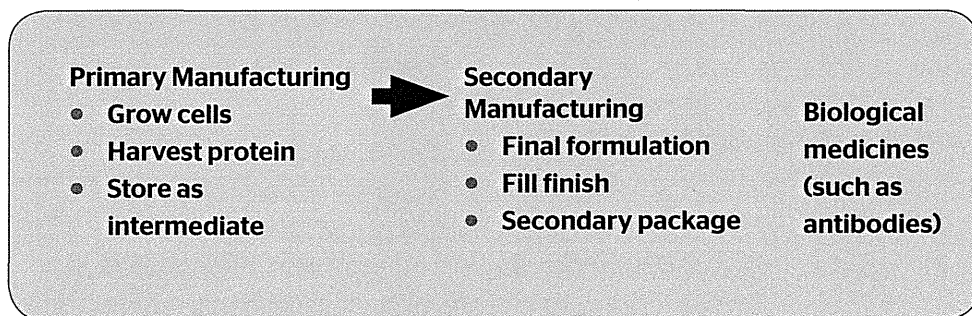 Primary Manufacturing
• Grow cells
• Harvest protein
• Store as
intermediate
Secondary
Manufacturing
• Final formulation
• Fill finish
• Secondary package
Biological
medicines
(such as
antibodies)